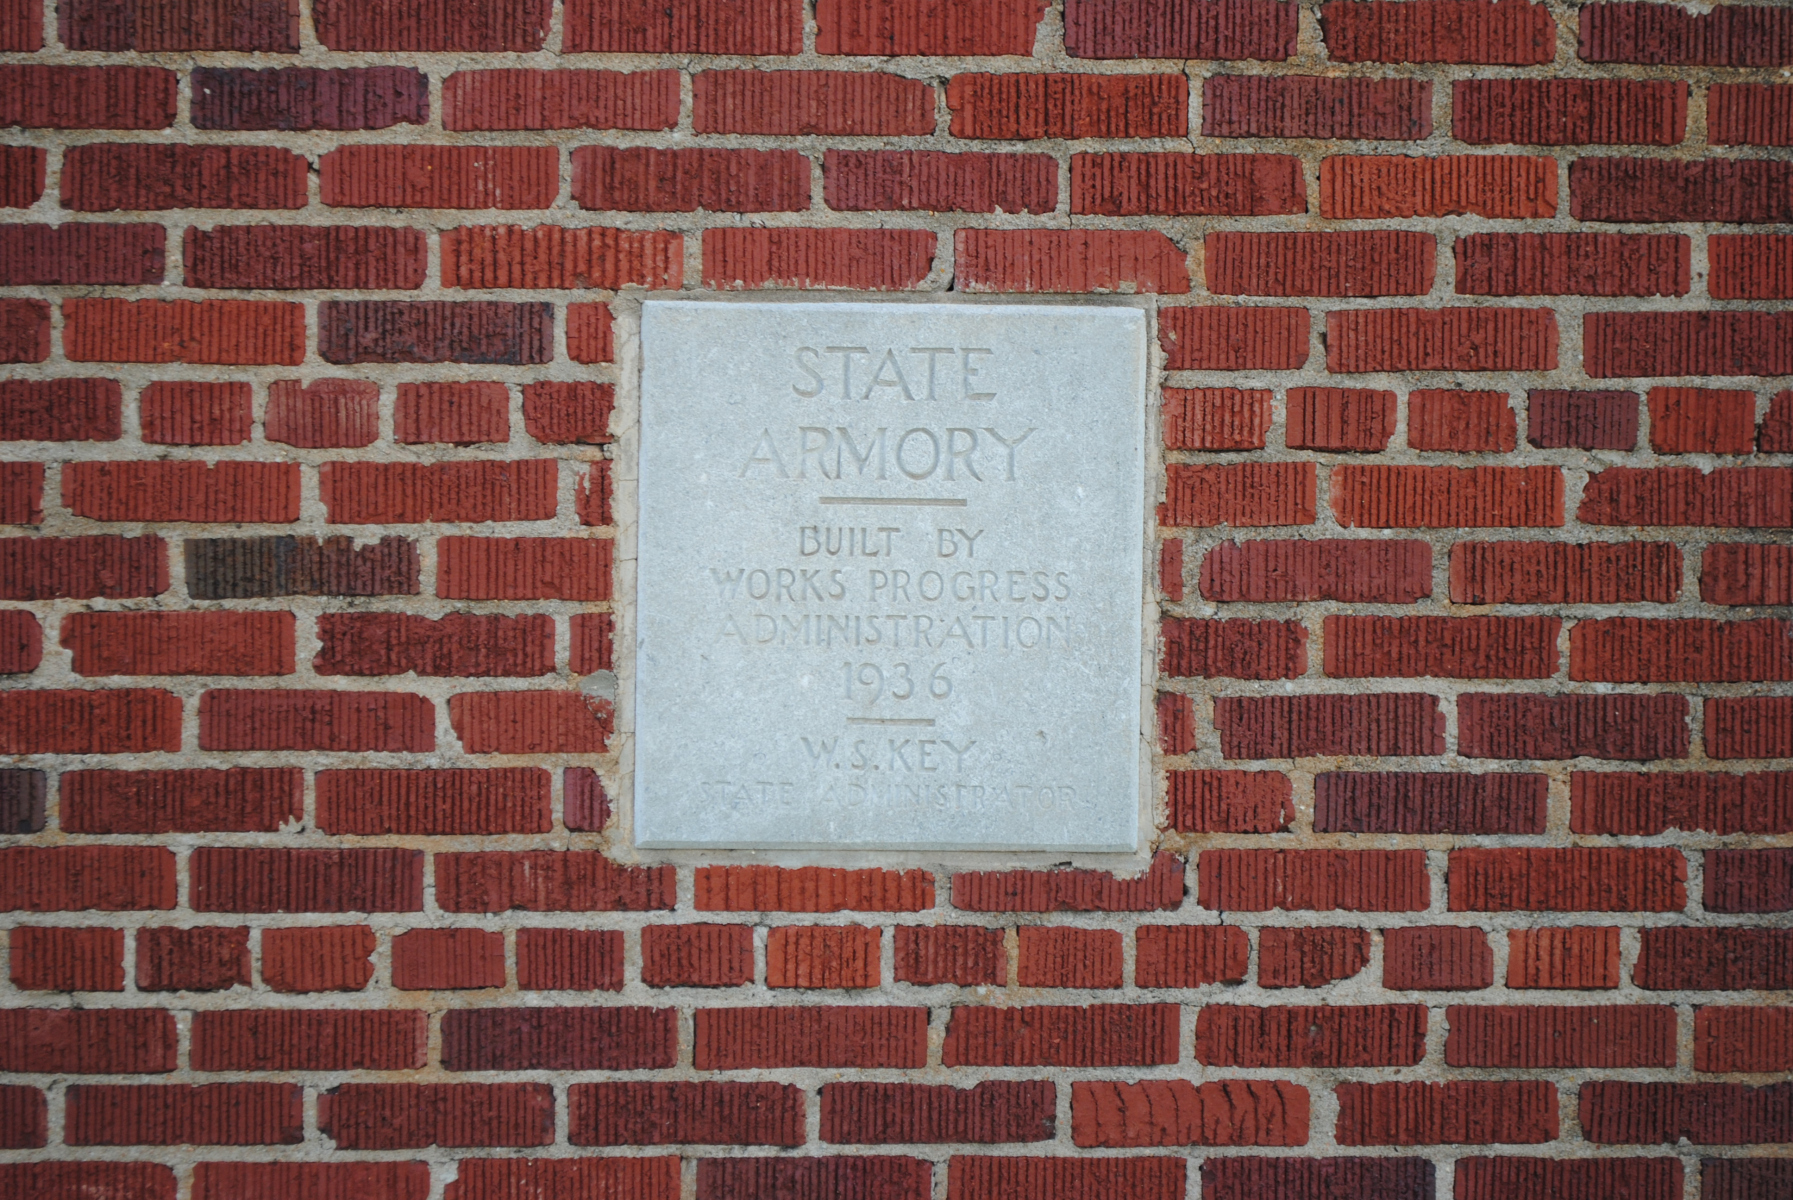 STATE
ARMORY
BUILT BY
WORKS PROGRESS
ADMINISTRATION
1936
W.S.KEY
STATE ADMINISTRATOR